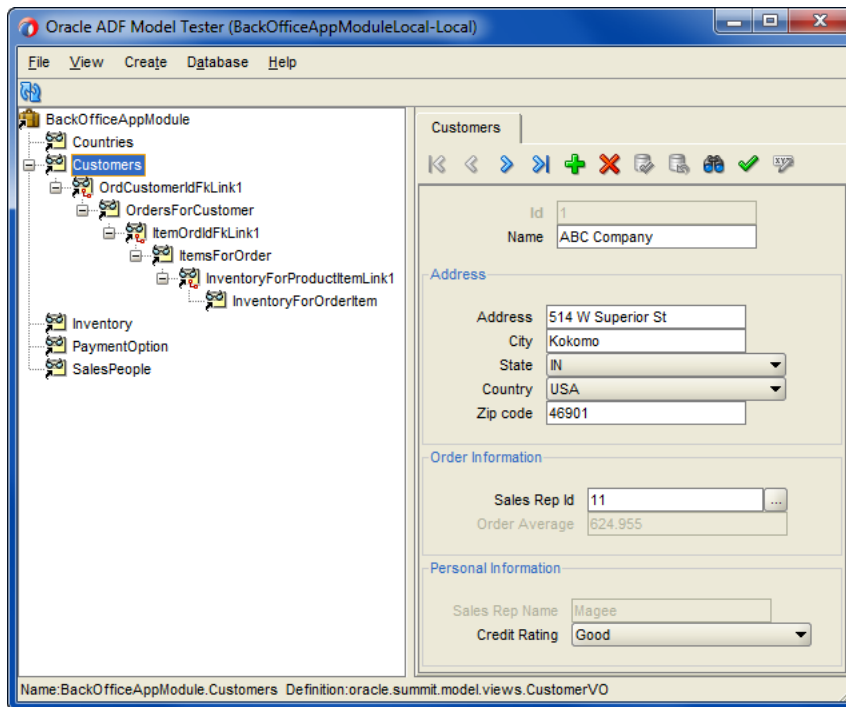 Oracle ADF Model Tester (BackOfficeAppModuleLocal-Local)
File View Create Database Help
BackOfficeAppModule
Countries
Customers
OrdCustomerIdFkLink1
OrdersForCustomer
ItemOrdIdFkLink1
ItemsForOrder
InventoryForProductItemLink1
InventoryForOrderItem
Inventory
PaymentOption
SalesPeople
Customers
Id 1
Name ABC Company
Address
Address 514 W Superior St
City Kokomo
State IN
Country USA
Zip code 46901
Order Information
Sales Rep Id 11 ...
Order Average 624.955
Personal Information
Sales Rep Name Magee
Credit Rating Good
Name:BackOfficeAppModule.Customers Definition:oracle.summit.model.views.CustomerVO